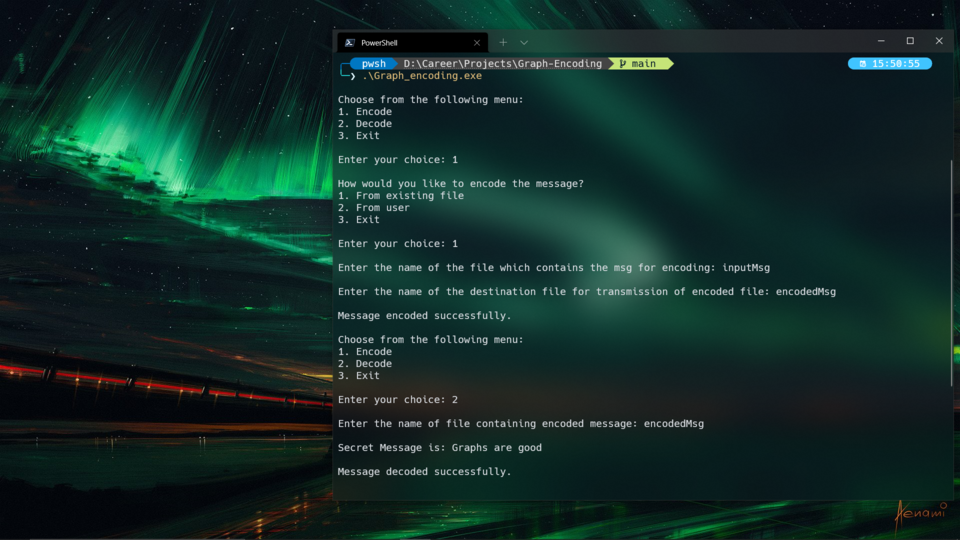 PowerShell
pwsh D:\Career\Projects\Graph-Encoding main 15:50:55
❯ .\Graph_encoding.exe
Choose from the following menu:
1. Encode
2. Decode
3. Exit
Enter your choice: 1
How would you like to encode the message?
1. From existing file
2. From user
3. Exit
Enter your choice: 1
Enter the name of the file which contains the msg for encoding: inputMsg
Enter the name of the destination file for transmission of encoded file: encodedMsg
Message encoded successfully.
Choose from the following menu:
1. Encode
2. Decode
3. Exit
Enter your choice: 2
Enter the name of file containing encoded message: encodedMsg
Secret Message is: Graphs are good
Message decoded successfully.
Aenami